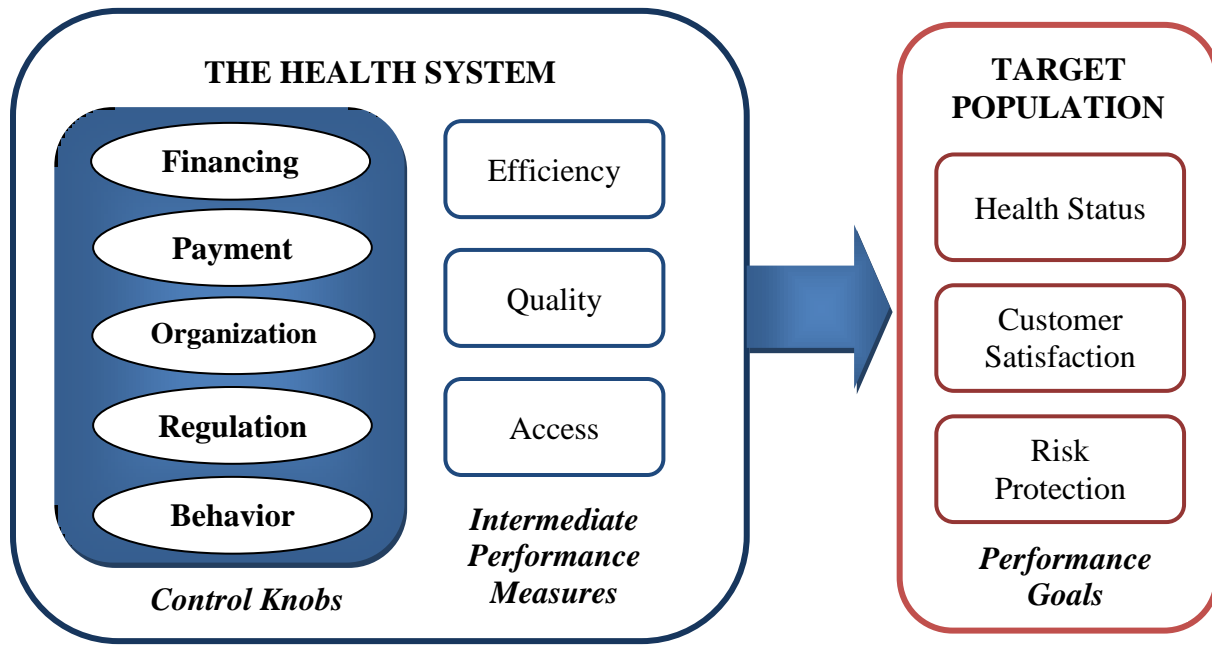 THE HEALTH SYSTEM
Financing
Payment
Organization
Regulation
Behavior
Control Knobs
Efficiency
Quality
Access
Intermediate
Performance
Measures
TARGET
POPULATION
Health Status
Customer
Satisfaction
Risk
Protection
Performance
Goals